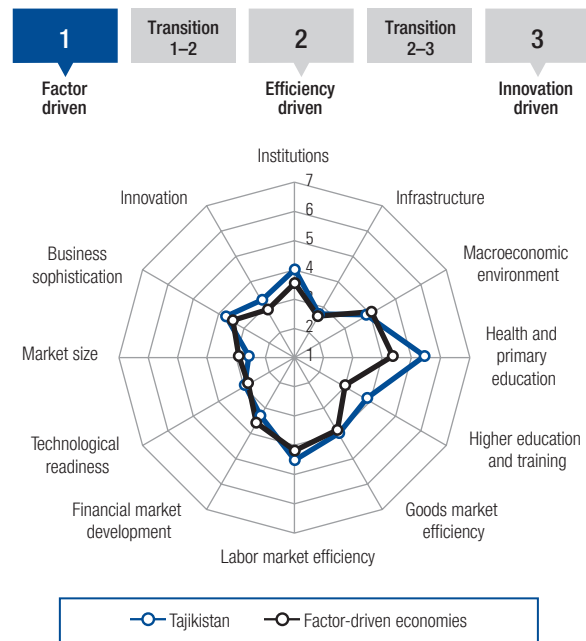 1
Transition
1–2
2
Transition
2–3
3
Factor
driven
Efficiency
driven
Innovation
driven
Institutions
Infrastructure
Macroeconomic
environment
Health and
primary
education
Higher education
and training
Goods market
efficiency
Labor market efficiency
Financial market
development
Technological
readiness
Market size
Business
sophistication
Innovation
7
6
5
4
3
2
1
Tajikistan
Factor-driven economies